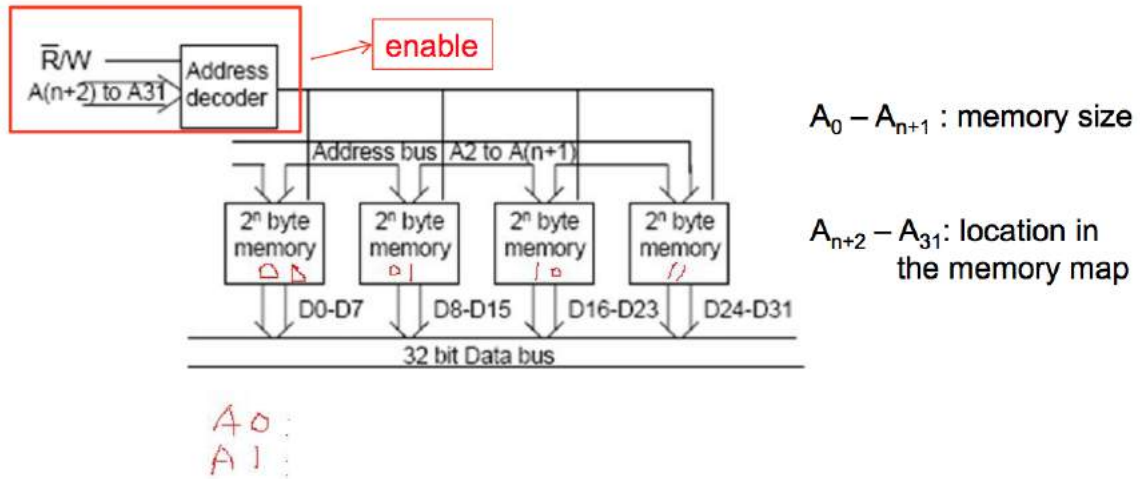 R̅/W
A(n+2) to A31
Address
decoder
enable
Address bus A2 to A(n+1)
2ⁿ byte
memory
00
2ⁿ byte
memory
01
2ⁿ byte
memory
10
2ⁿ byte
memory
11
D0-D7
D8-D15
D16-D23
D24-D31
32 bit Data bus
A₀ – Aₙ₊₁ : memory size
Aₙ₊₂ – A₃₁: location in
the memory map
A0:
A1: